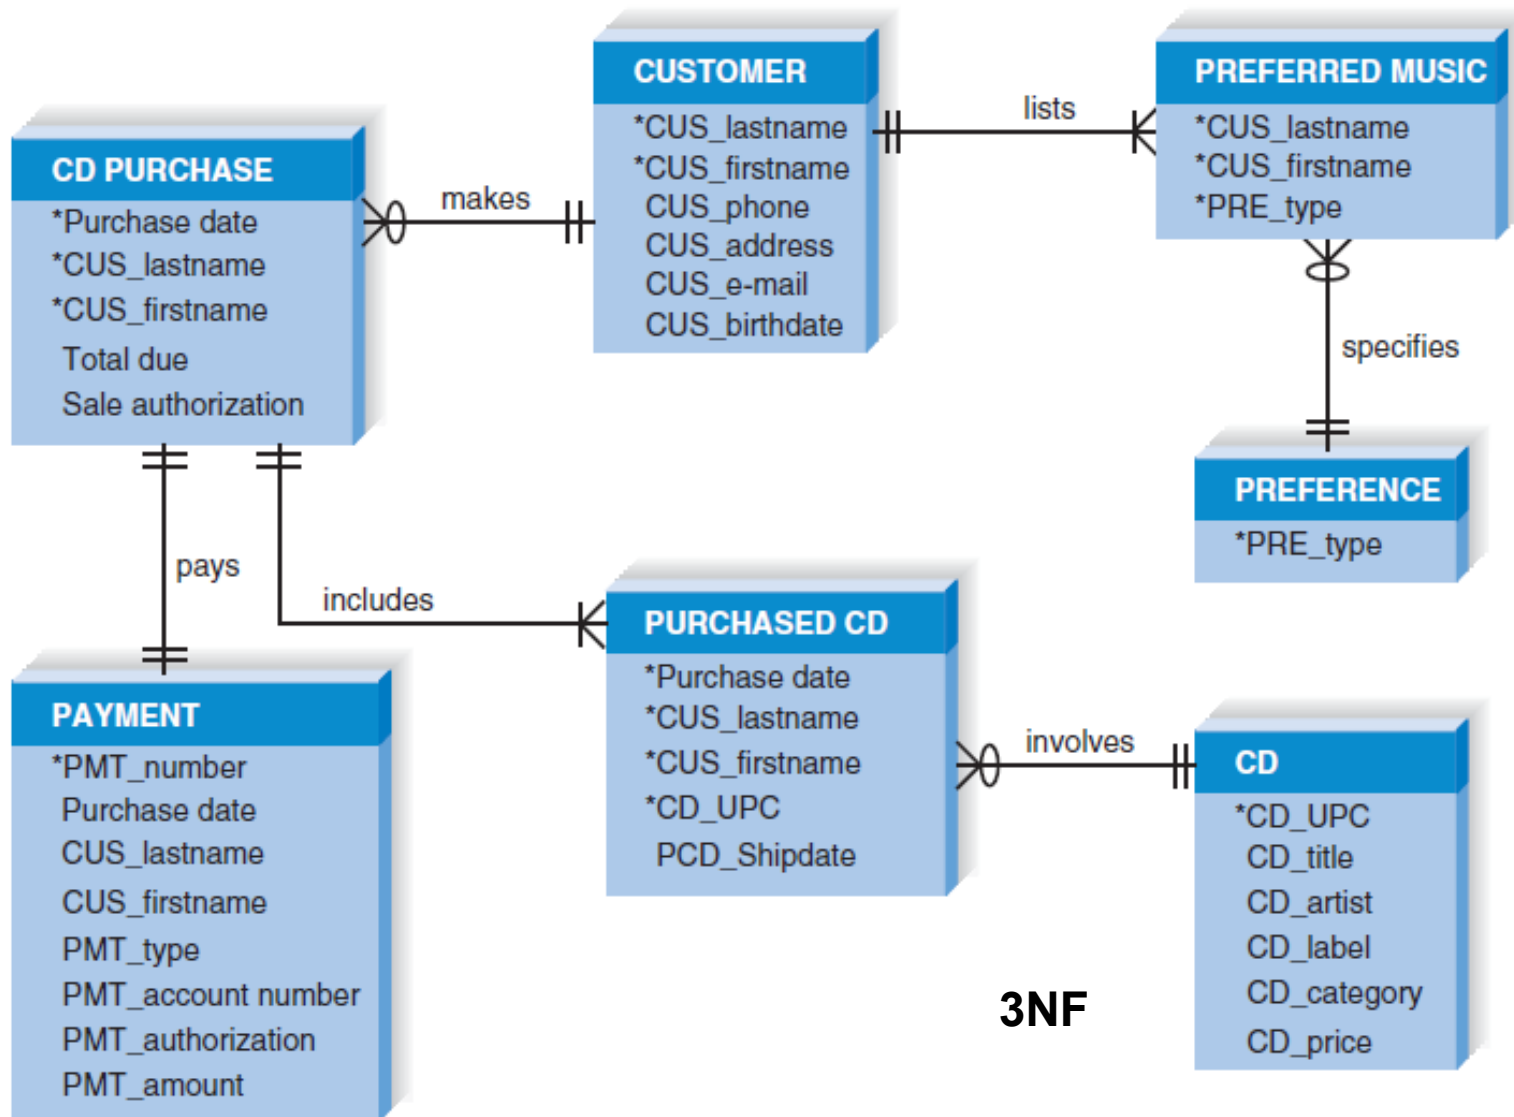 CUSTOMER
*CUS_lastname
*CUS_firstname
CUS_phone
CUS_address
CUS_e-mail
CUS_birthdate
lists
PREFERRED MUSIC
*CUS_lastname
*CUS_firstname
*PRE_type
CD PURCHASE
*Purchase date
*CUS_lastname
*CUS_firstname
Total due
Sale authorization
makes
specifies
PREFERENCE
*PRE_type
pays
includes
PURCHASED CD
*Purchase date
*CUS_lastname
*CUS_firstname
*CD_UPC
PCD_Shipdate
involves
PAYMENT
*PMT_number
Purchase date
CUS_lastname
CUS_firstname
PMT_type
PMT_account number
PMT_authorization
PMT_amount
CD
*CD_UPC
CD_title
CD_artist
CD_label
CD_category
CD_price
3NF